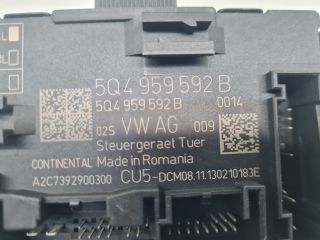 5Q4 959 592 B
5Q4 959 592 B 0014
02S VW AG 009
Steuergeraet Tuer
CONTINENTAL Made in Romania
A2C7392900300 CU5-DCM08.11.130210183E